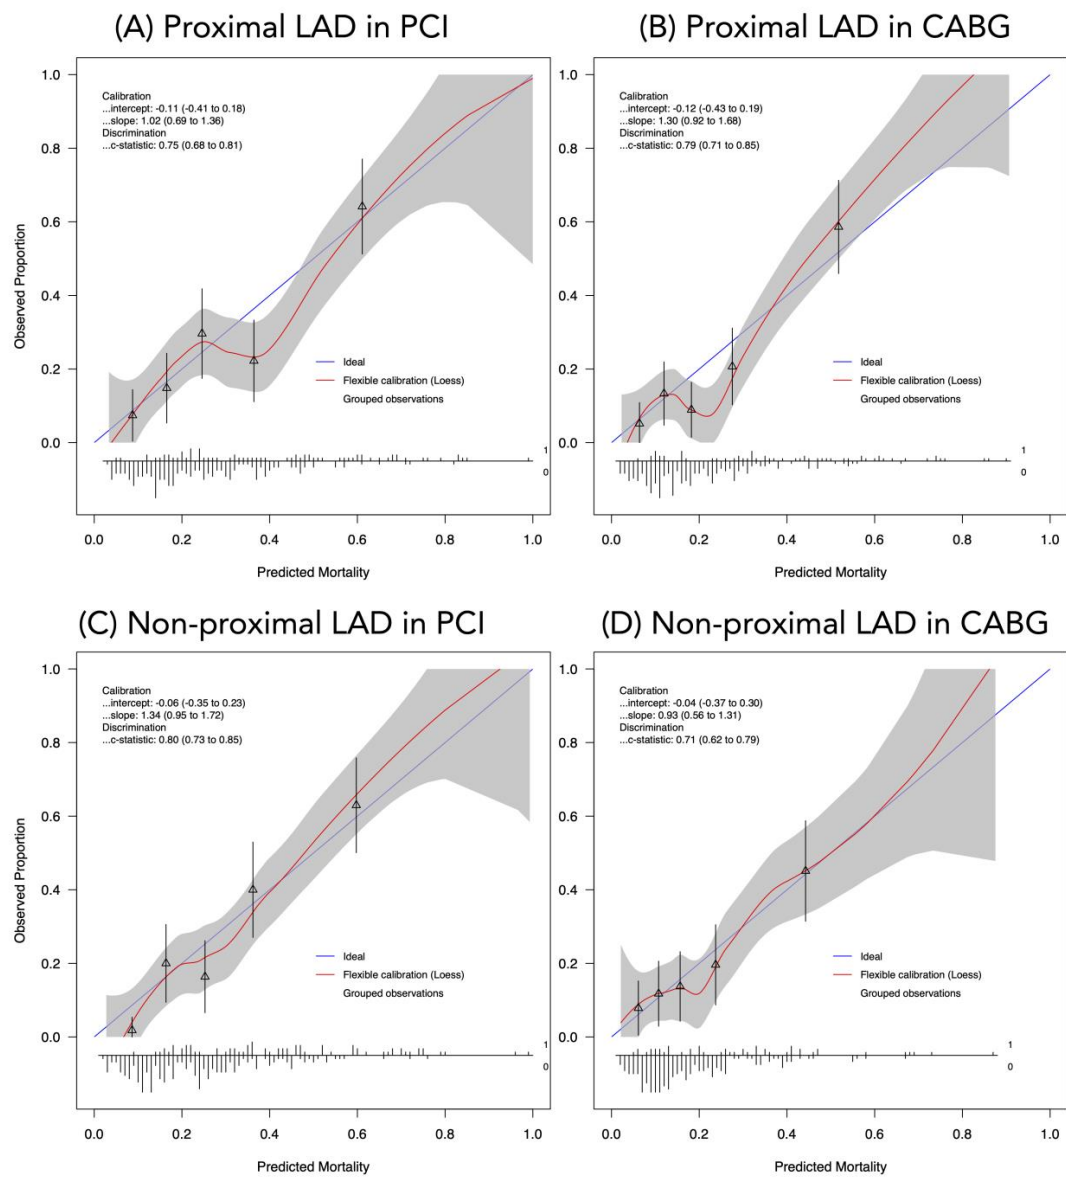 (A) Proximal LAD in PCI
Calibration
...intercept: -0.11 (-0.41 to 0.18)
...slope: 1.02 (0.69 to 1.36)
Discrimination
...c-statistic: 0.75 (0.68 to 0.81)
1.0
0.8
0.6
0.4
0.2
0.0
Observed Proportion
Ideal
Flexible calibration (Loess)
Grouped observations
1
0
0.0 0.2 0.4 0.6 0.8 1.0
Predicted Mortality
(B) Proximal LAD in CABG
Calibration
...intercept: -0.12 (-0.43 to 0.19)
...slope: 1.30 (0.92 to 1.68)
Discrimination
...c-statistic: 0.79 (0.71 to 0.85)
1.0
0.8
0.6
0.4
0.2
0.0
Ideal
Flexible calibration (Loess)
Grouped observations
1
0
0.0 0.2 0.4 0.6 0.8 1.0
Predicted Mortality
(C) Non-proximal LAD in PCI
Calibration
...intercept: -0.06 (-0.35 to 0.23)
...slope: 1.34 (0.95 to 1.72)
Discrimination
...c-statistic: 0.80 (0.73 to 0.85)
1.0
0.8
0.6
0.4
0.2
0.0
Observed Proportion
Ideal
Flexible calibration (Loess)
Grouped observations
1
0
0.0 0.2 0.4 0.6 0.8 1.0
Predicted Mortality
(D) Non-proximal LAD in CABG
Calibration
...intercept: -0.04 (-0.37 to 0.30)
...slope: 0.93 (0.56 to 1.31)
Discrimination
...c-statistic: 0.71 (0.62 to 0.79)
1.0
0.8
0.6
0.4
0.2
0.0
Ideal
Flexible calibration (Loess)
Grouped observations
1
0
0.0 0.2 0.4 0.6 0.8 1.0
Predicted Mortality